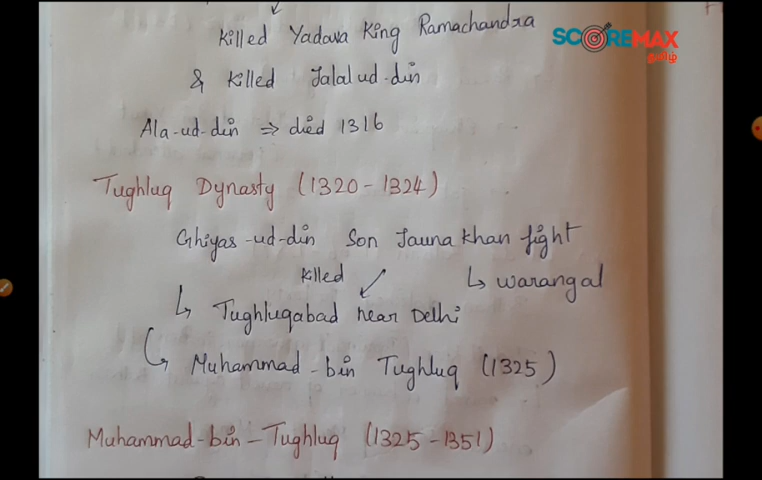 Killed Yadava King Ramachandra
SCOREMAX
தமிழ்
& Killed Jalal ud-din
Ala-ud-din => died 1316
Tughluq Dynasty (1320-1324)
Ghiyas-ud-din Son Jauna Khan fight
Killed
↳ Warangal
↳ Tughluqabad near Delhi
↳ Muhammad-bin Tughluq (1325)
Muhammad-bin-Tughluq (1325-1351)